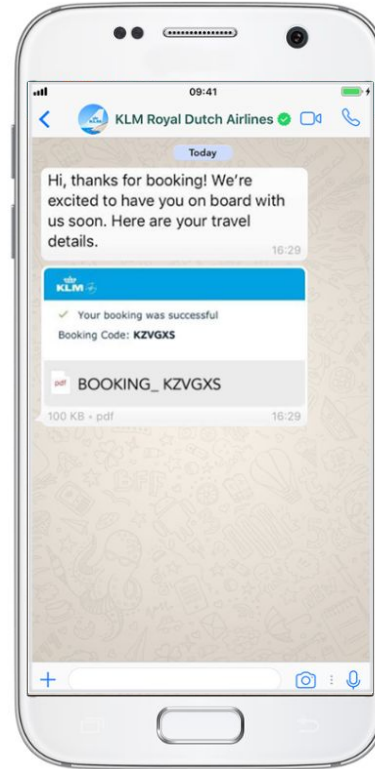 09:41
KLM Royal Dutch Airlines
Today
Hi, thanks for booking! We're
excited to have you on board with
us soon. Here are your travel
details.
16:29
KLM
Your booking was successful
Booking Code: KZVGXS
pdf
BOOKING_ KZVGXS
100 KB • pdf
16:29
BFF